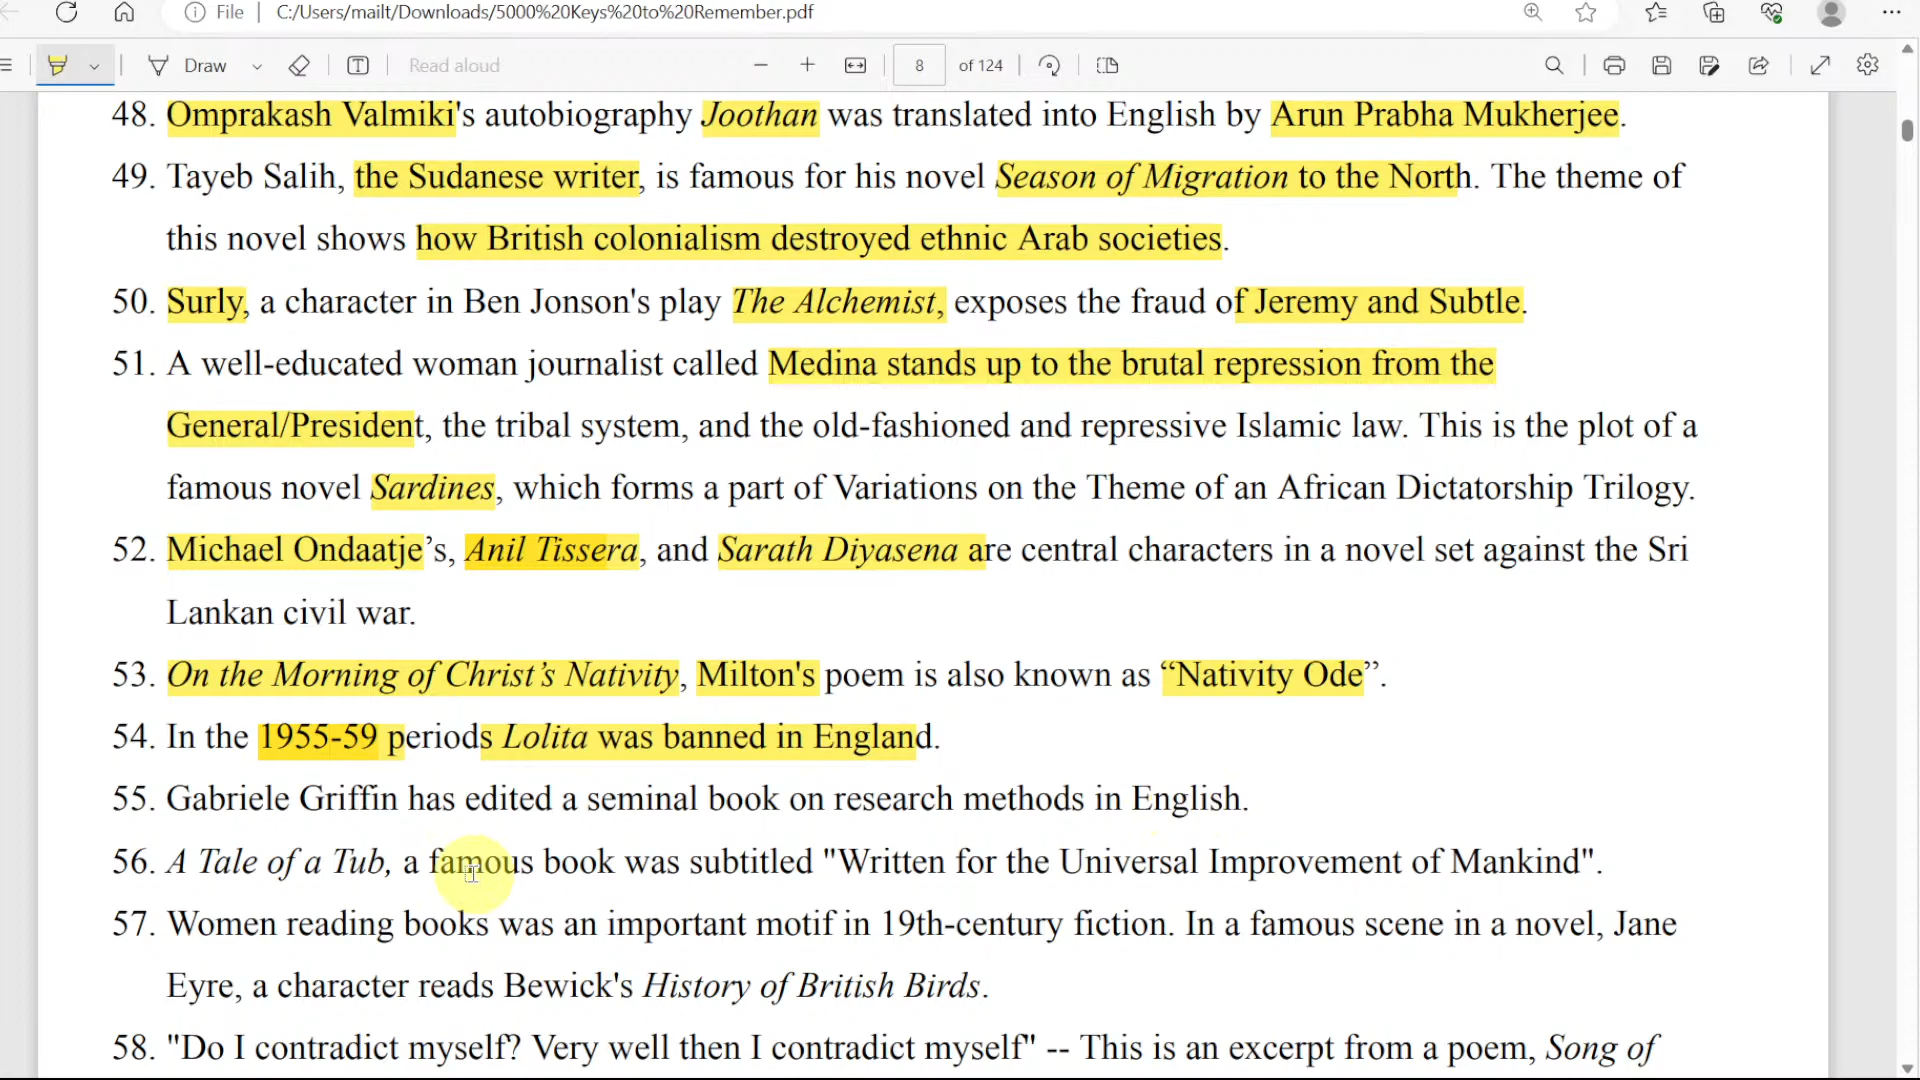 File
C:/Users/mailt/Downloads/5000%20Keys%20to%20Remember.pdf
Draw
Read aloud
8 of 124
48. Omprakash Valmiki's autobiography Joothan was translated into English by Arun Prabha Mukherjee.
49. Tayeb Salih, the Sudanese writer, is famous for his novel Season of Migration to the North. The theme of
this novel shows how British colonialism destroyed ethnic Arab societies.
50. Surly, a character in Ben Jonson's play The Alchemist, exposes the fraud of Jeremy and Subtle.
51. A well-educated woman journalist called Medina stands up to the brutal repression from the
General/President, the tribal system, and the old-fashioned and repressive Islamic law. This is the plot of a
famous novel Sardines, which forms a part of Variations on the Theme of an African Dictatorship Trilogy.
52. Michael Ondaatje’s, Anil Tissera, and Sarath Diyasena are central characters in a novel set against the Sri
Lankan civil war.
53. On the Morning of Christ’s Nativity, Milton's poem is also known as “Nativity Ode”.
54. In the 1955-59 periods Lolita was banned in England.
55. Gabriele Griffin has edited a seminal book on research methods in English.
56. A Tale of a Tub, a famous book was subtitled "Written for the Universal Improvement of Mankind".
57. Women reading books was an important motif in 19th-century fiction. In a famous scene in a novel, Jane
Eyre, a character reads Bewick's History of British Birds.
58. "Do I contradict myself? Very well then I contradict myself" -- This is an excerpt from a poem, Song of